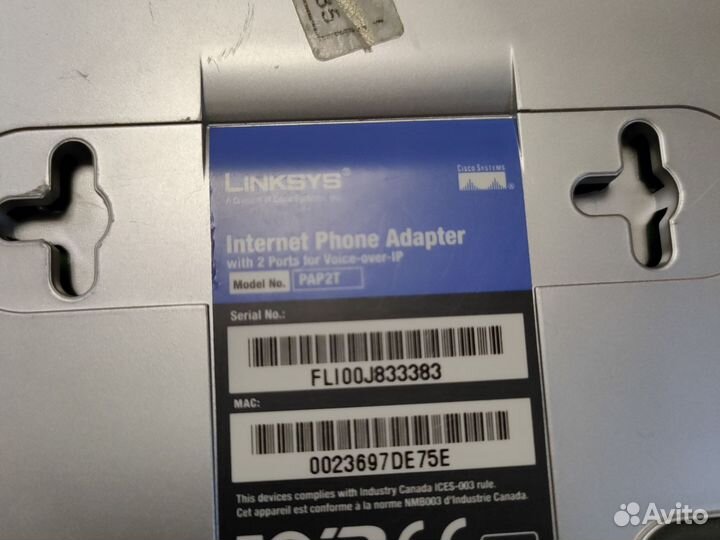 35
LINKSYS®
A Division of Cisco Systems, Inc.
CISCO SYSTEMS
Internet Phone Adapter
with 2 Ports for Voice-over-IP
Model No. PAP2T
Serial No.:
FLI00J833383
MAC:
0023697DE75E
This devices complies with Industry Canada ICES-003 rule.
Cet appareil est conforme à la norme NMB003 d'Industrie Canada.
Avito